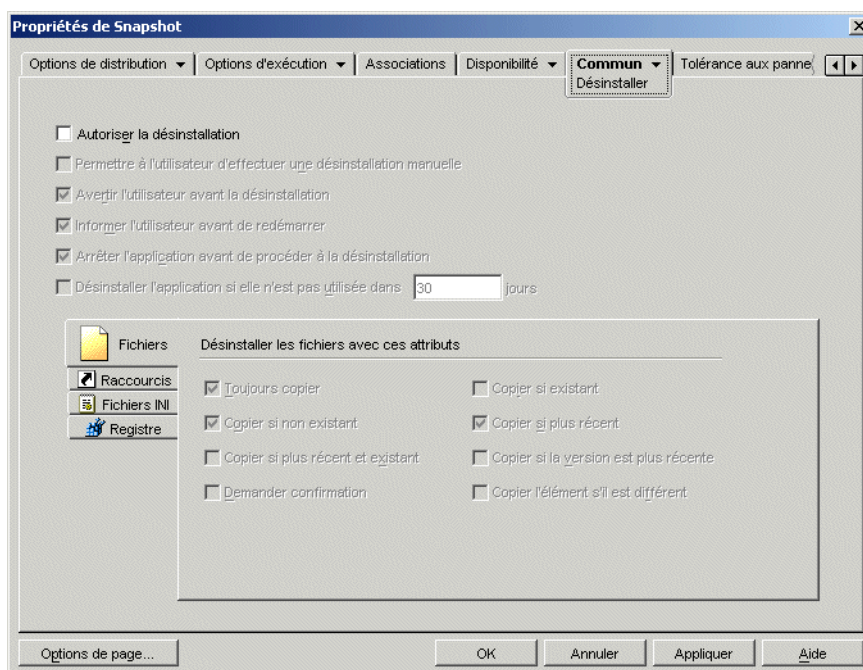 Propriétés de Snapshot
Options de distribution Options d'exécution Associations Disponibilité Commun Tolérance aux panne
Désinstaller
Autoriser la désinstallation
Permettre à l'utilisateur d'effectuer une désinstallation manuelle
Avertir l'utilisateur avant la désinstallation
Informer l'utilisateur avant de redémarrer
Arrêter l'application avant de procéder à la désinstallation
Désinstaller l'application si elle n'est pas utilisée dans 30 jours
Fichiers Désinstaller les fichiers avec ces attributs
Raccourcis
Fichiers INI
Registre
Toujours copier Copier si existant
Copier si non existant Copier si plus récent
Copier si plus récent et existant Copier si la version est plus récente
Demander confirmation Copier l'élément s'il est différent
Options de page... OK Annuler Appliquer Aide